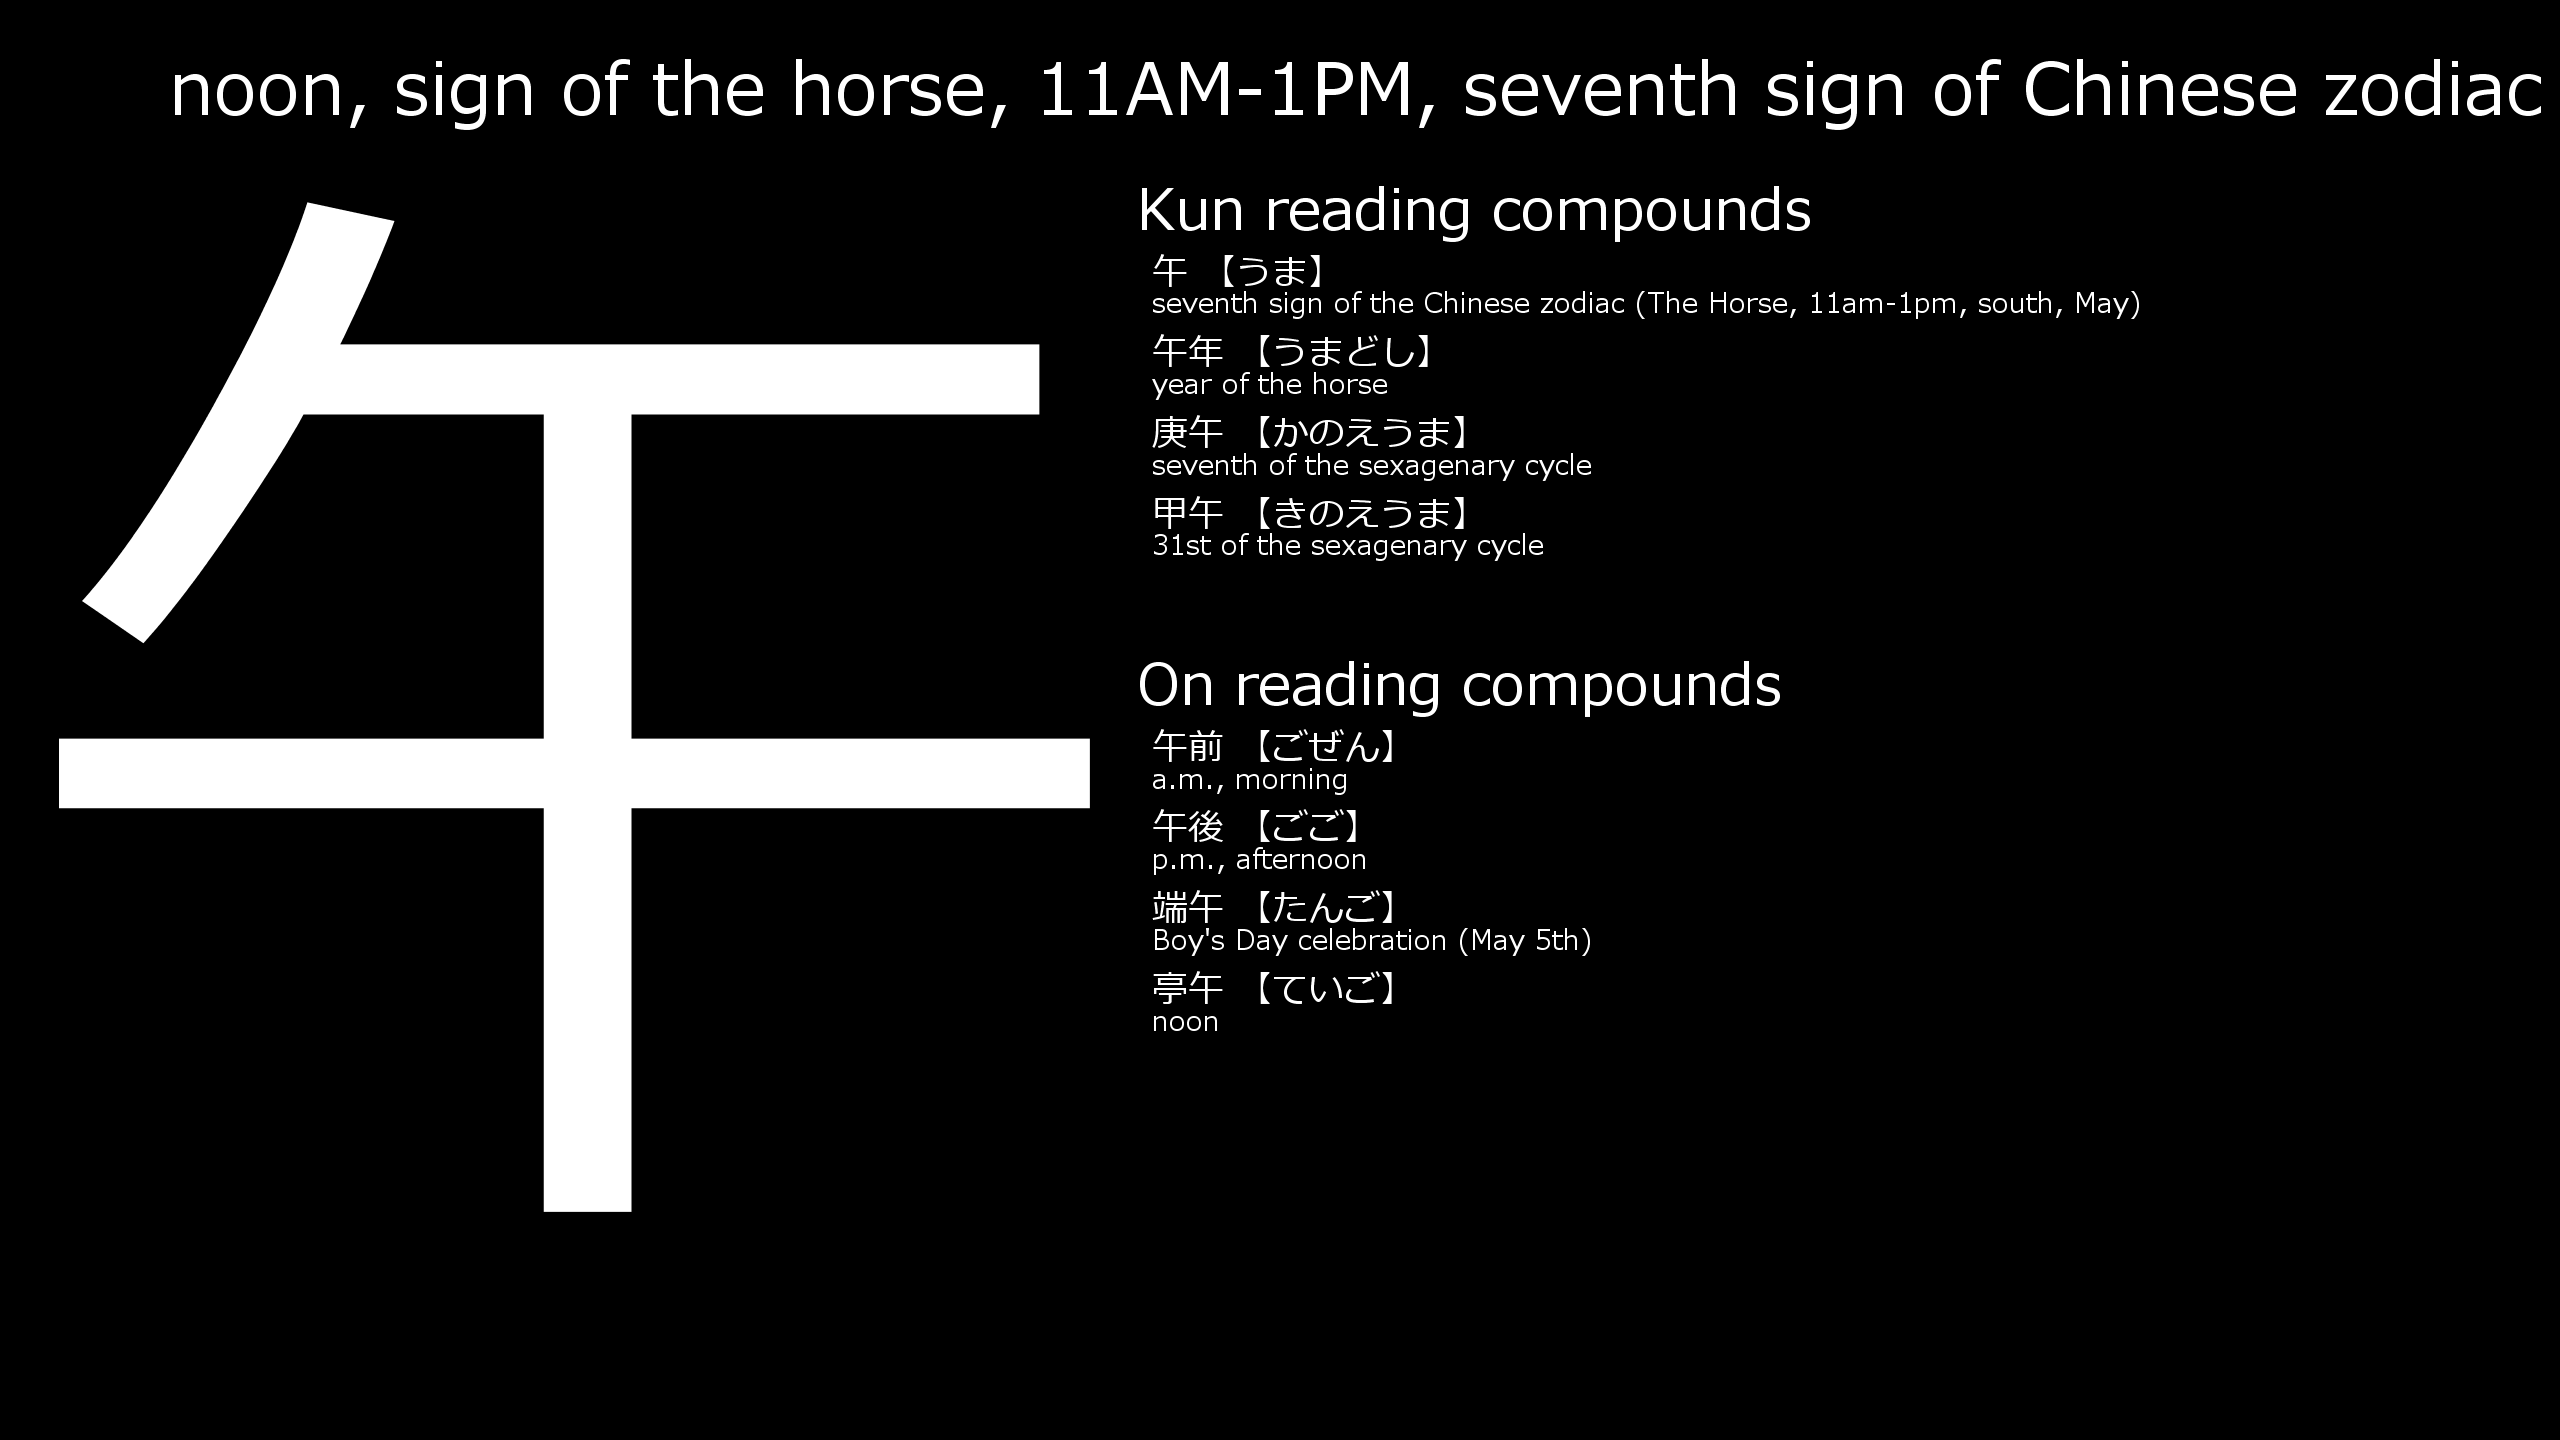 noon, sign of the horse, 11AM-1PM, seventh sign of Chinese zodiac
午
Kun reading compounds
午 【うま】
seventh sign of the Chinese zodiac (The Horse, 11am-1pm, south, May)
午年 【うまどし】
year of the horse
庚午 【かのえうま】
seventh of the sexagenary cycle
甲午 【きのえうま】
31st of the sexagenary cycle
On reading compounds
午前 【ごぜん】
a.m., morning
午後 【ごご】
p.m., afternoon
端午 【たんご】
Boy's Day celebration (May 5th)
亭午 【ていご】
noon